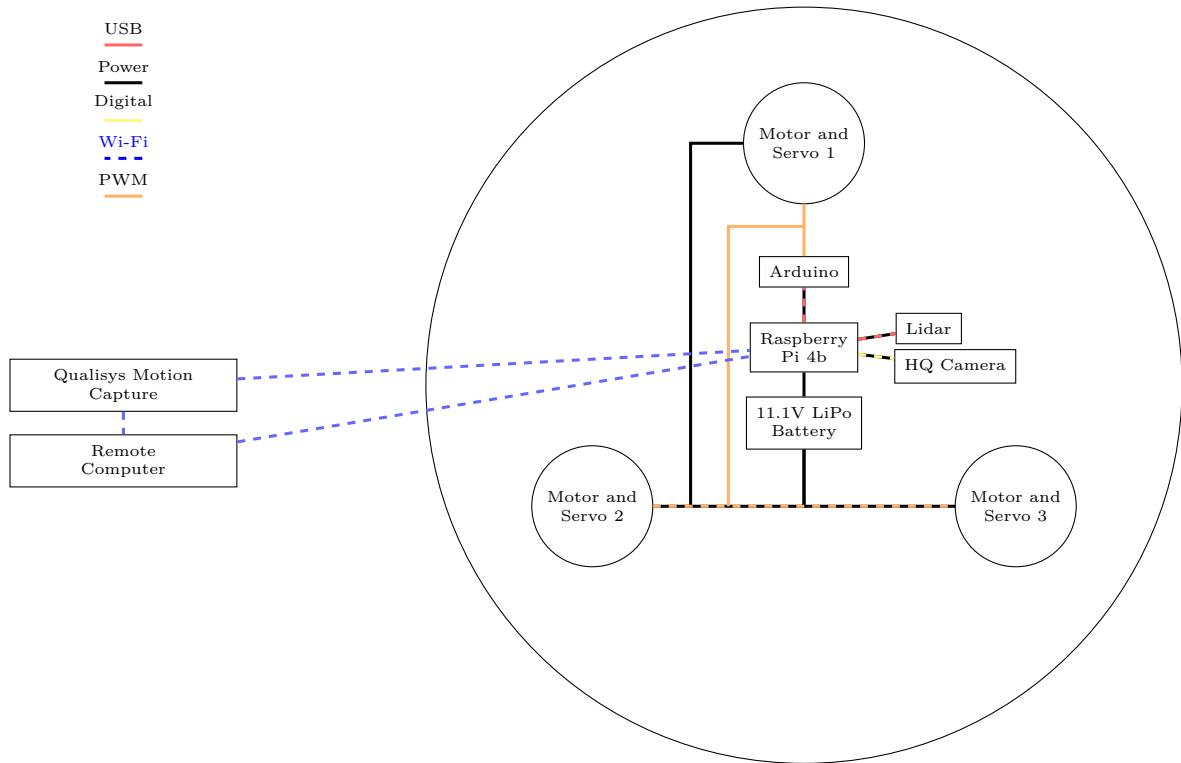 USB
Power
Digital
Wi-Fi
PWM
Motor and
Servo 1
Arduino
Raspberry
Pi 4b
Lidar
HQ Camera
Qualisys Motion
Capture
11.1V LiPo
Battery
Remote
Computer
Motor and
Servo 2
Motor and
Servo 3